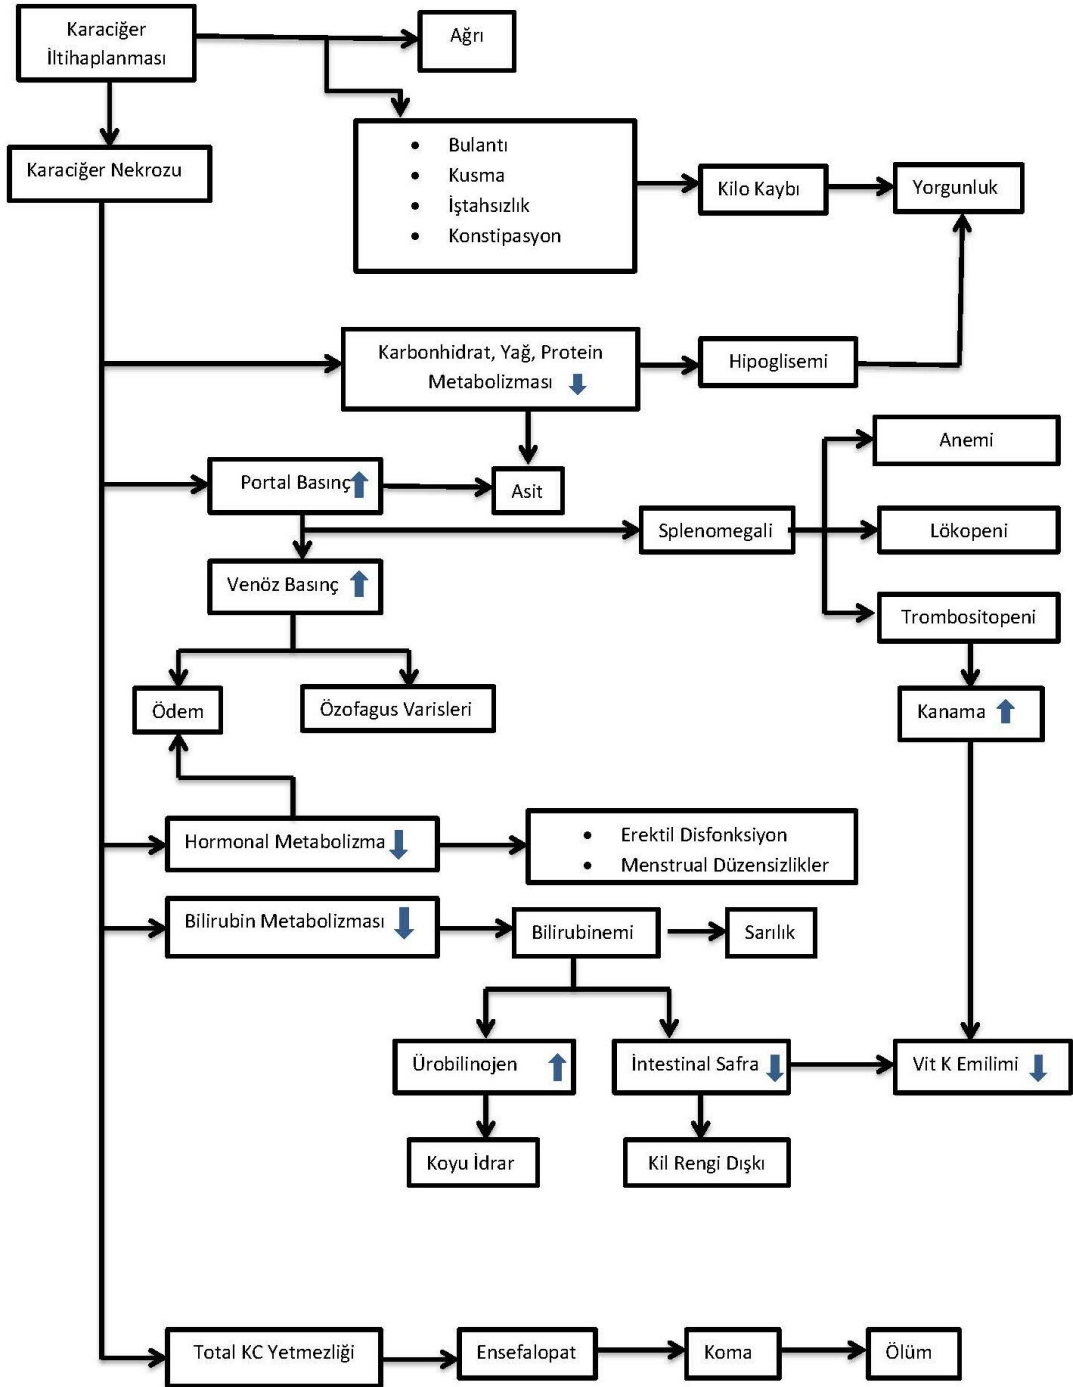 Karaciğer
İltihaplanması
Ağrı
Karaciğer Nekrozu
• Bulantı
• Kusma
• İştahsızlık
• Konstipasyon
Kilo Kaybı
Yorgunluk
Karbonhidrat, Yağ, Protein
Metabolizması
Hipoglisemi
Anemi
Portal Basınç
Asit
Splenomegali
Lökopeni
Venöz Basınç
Trombositopeni
Ödem
Özofagus Varisleri
Kanama
Hormonal Metabolizma
• Erektil Disfonksiyon
• Menstrual Düzensizlikler
Bilirubin Metabolizması
Bilirubinemi
Sarılık
Ürobilinojen
İntestinal Safra
Vit K Emilimi
Koyu İdrar
Kil Rengi Dışkı
Total KC Yetmezliği
Ensefalopat
Koma
Ölüm